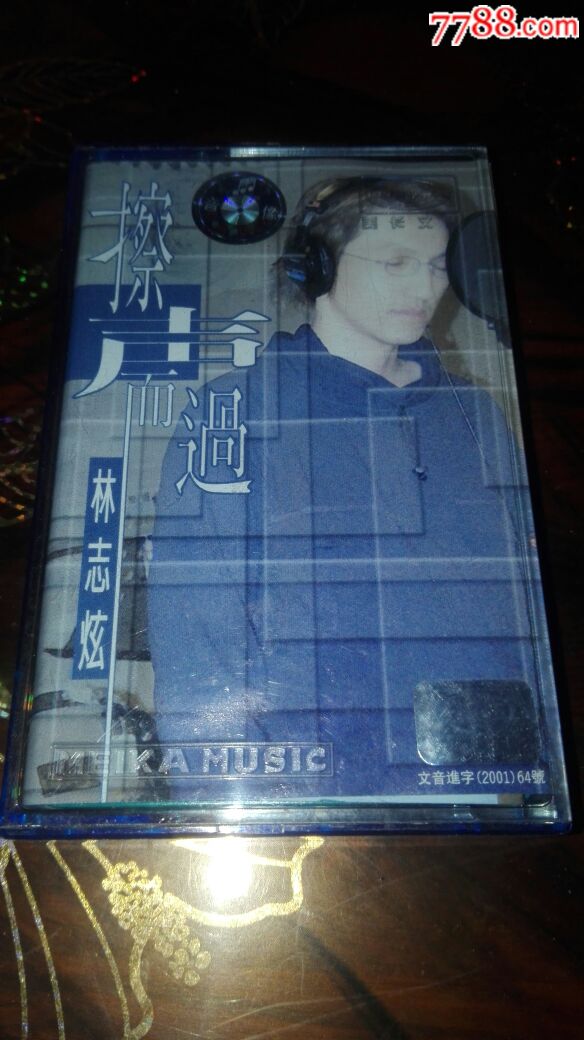 7788.com
擦
声而過
林志炫
MEIKA MUSIC
文音進字(2001)64號